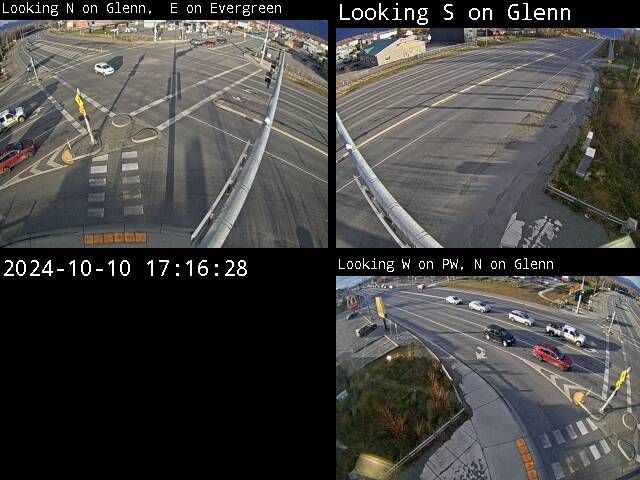 Looking N on Glenn, E on Evergreen
Looking S on Glenn
2024-10-10 17:16:28
Looking W on PW, N on Glenn